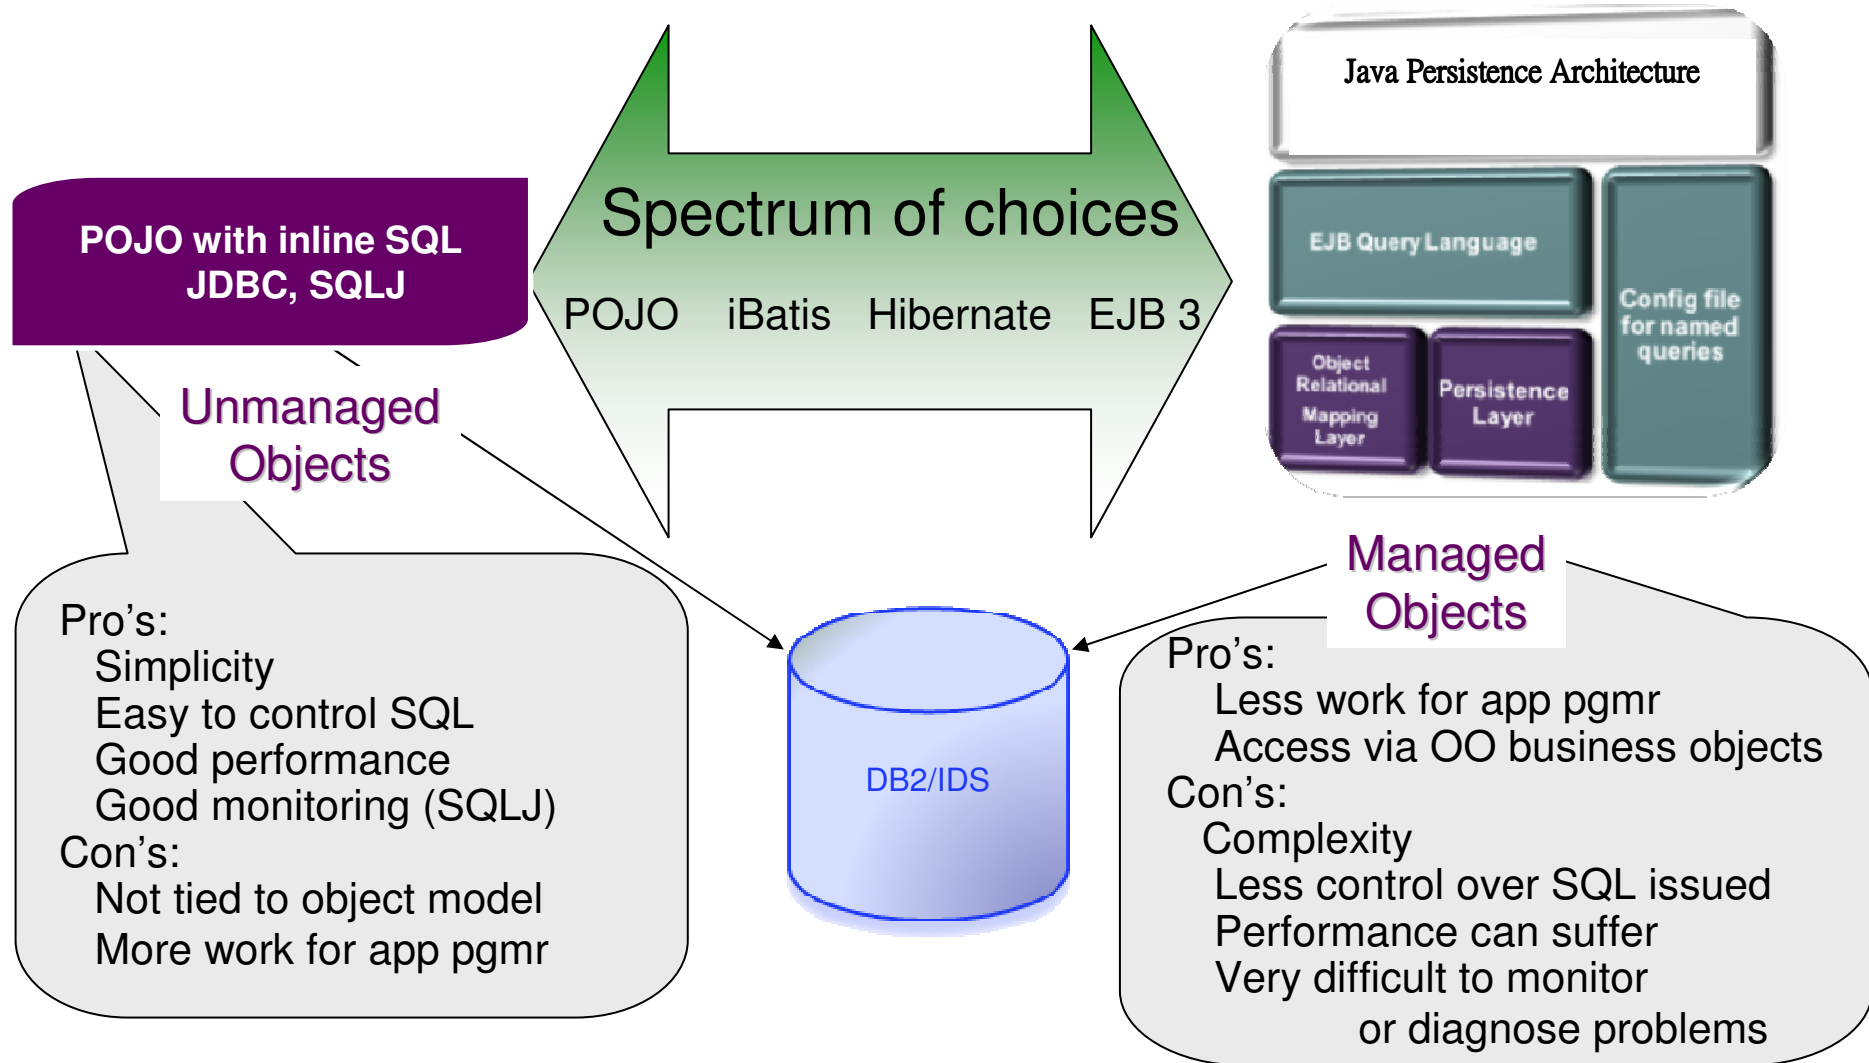 Java Persistence Architecture
EJB Query Language
Config file
for named
queries
Object
Relational
Mapping
Layer
Persistence
Layer
Spectrum of choices
POJO iBatis Hibernate EJB 3
POJO with inline SQL
JDBC, SQLJ
Unmanaged
Objects
Pro's:
Simplicity
Easy to control SQL
Good performance
Good monitoring (SQLJ)
Con's:
Not tied to object model
More work for app pgmr
DB2/IDS
Managed
Objects
Pro's:
Less work for app pgmr
Access via OO business objects
Con's:
Complexity
Less control over SQL issued
Performance can suffer
Very difficult to monitor
or diagnose problems